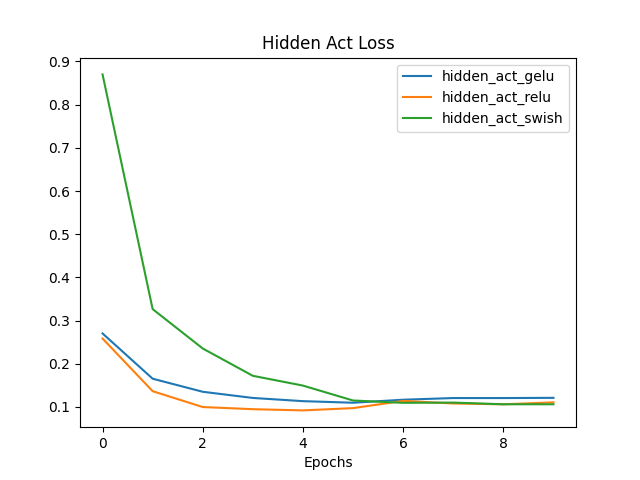 Hidden Act Loss
0.9
0.8
0.7
0.6
0.5
0.4
0.3
0.2
0.1
hidden_act_gelu
hidden_act_relu
hidden_act_swish
0 2 4 6 8
Epochs